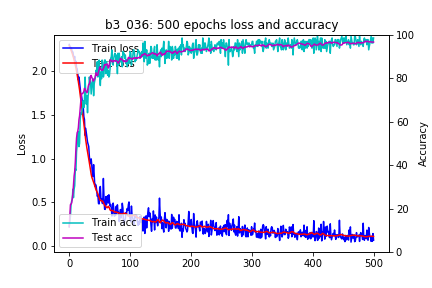 b3_036: 500 epochs loss and accuracy
Train loss
Test loss
Train acc
Test acc
Loss
0.0
0.5
1.0
1.5
2.0
Accuracy
0
20
40
60
80
100
0
100
200
300
400
500